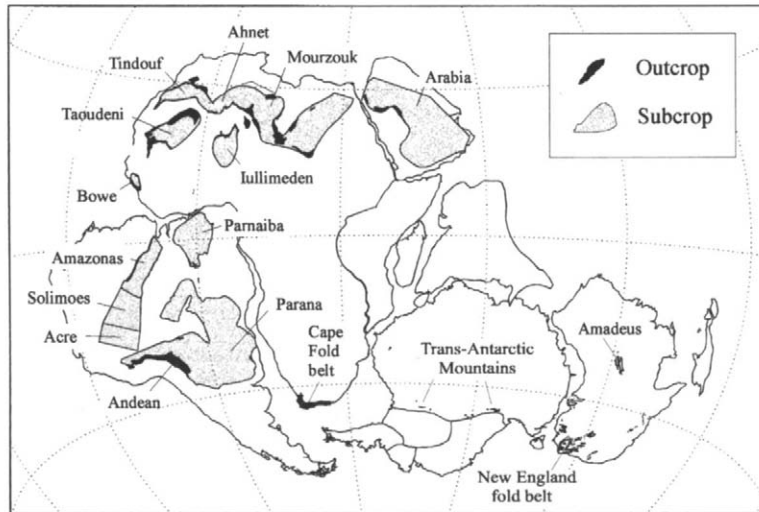 Ahnet
Tindouf
Mourzouk
Arabia
Outcrop
Taoudeni
Subcrop
Iullimeden
Bowe
Parnaiba
Amazonas
Solimoes
Parana
Acre
Cape
Fold
belt
Amadeus
Trans-Antarctic
Mountains
Andean
New England
fold belt